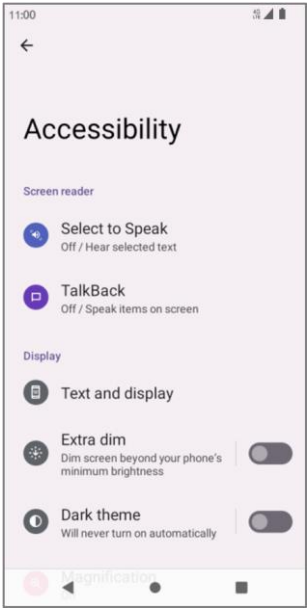 11:00
Accessibility
Screen reader
Select to Speak
Off / Hear selected text
TalkBack
Off / Speak items on screen
Display
Text and display
Extra dim
Dim screen beyond your phone's
minimum brightness
Dark theme
Will never turn on automatically
Magnification